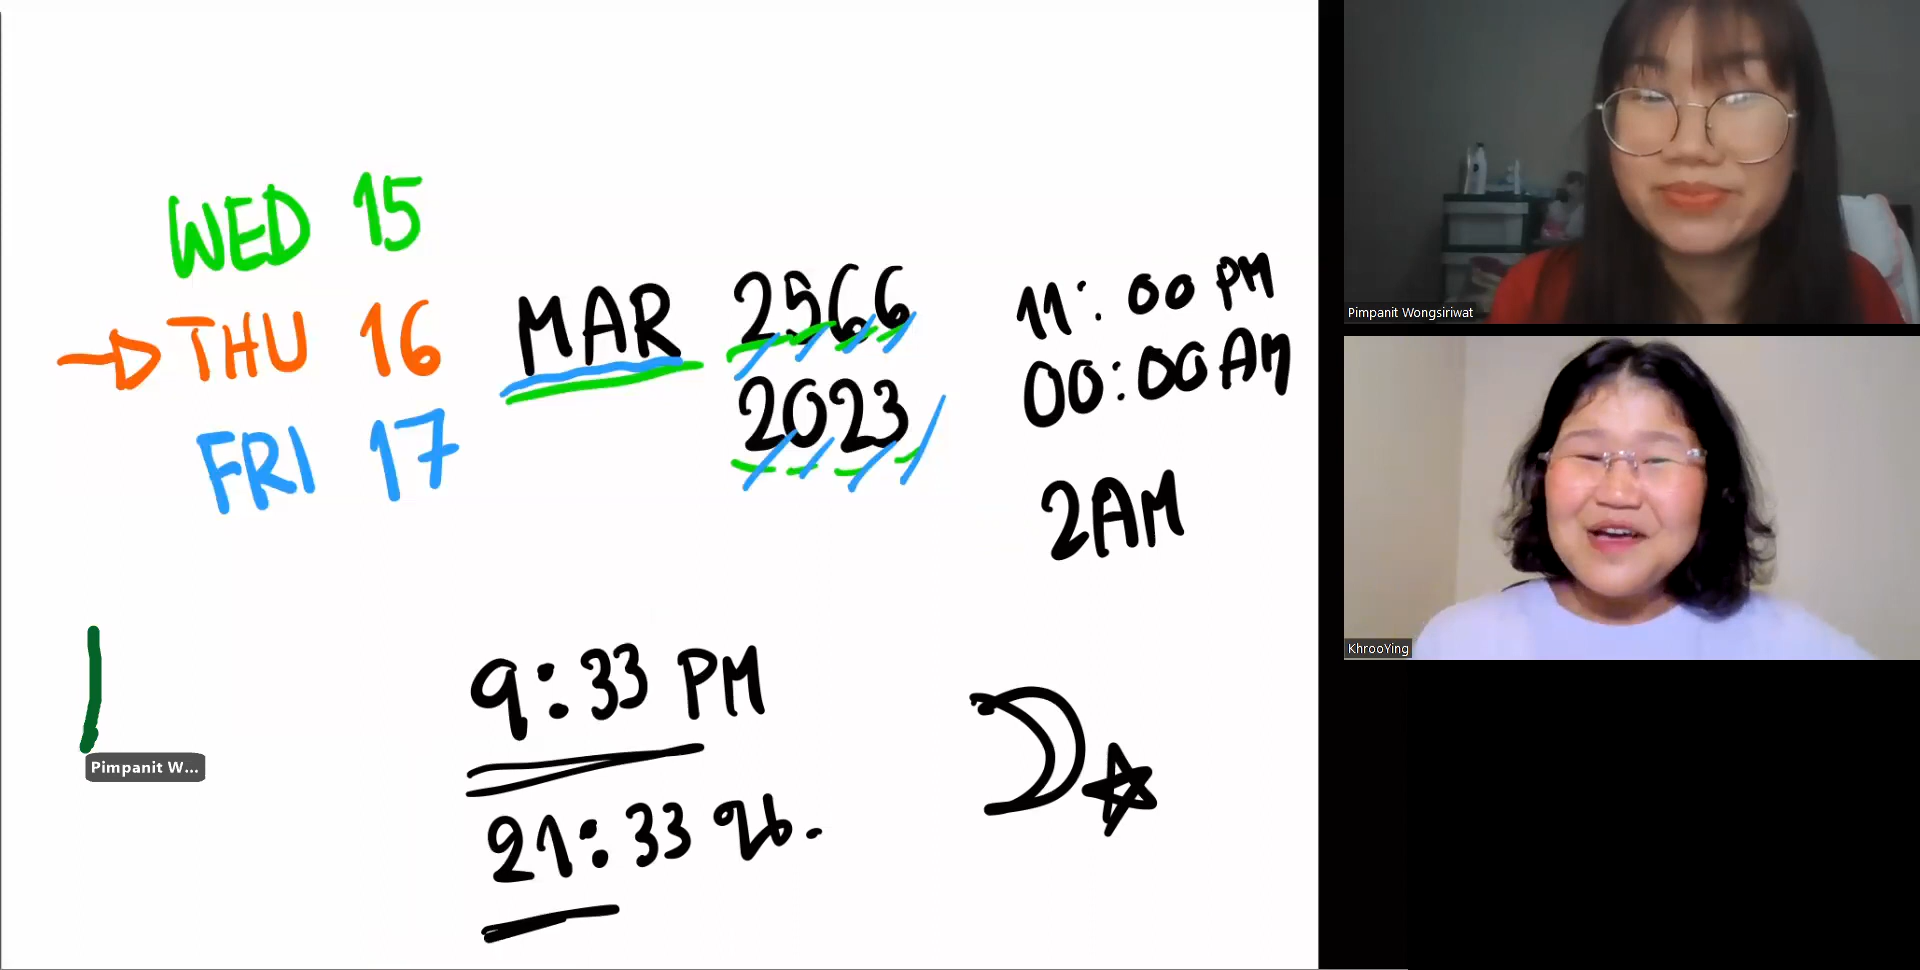 WED 15
THU 16
FRI 17
MAR
2566
2023
11:00 PM
00:00 AM
2AM
9:33 PM
21:33 น.
Pimpanit W...
Pimpanit Wongsiriwat
KhrooYing